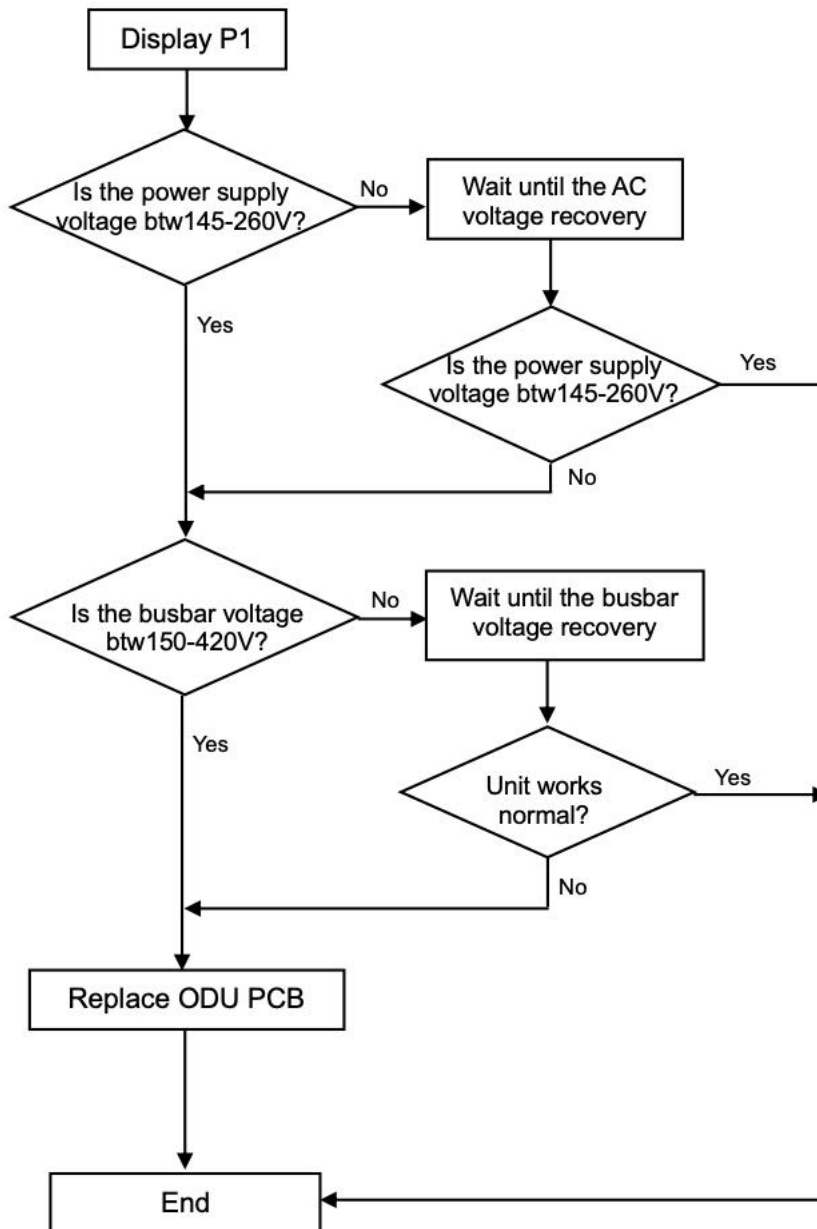 Display P1
Is the power supply
voltage btw145-260V?
No
Wait until the AC
voltage recovery
Yes
Is the power supply
voltage btw145-260V?
Yes
No
Is the busbar voltage
btw150-420V?
No
Wait until the busbar
voltage recovery
Yes
Unit works
normal?
Yes
No
Replace ODU PCB
End